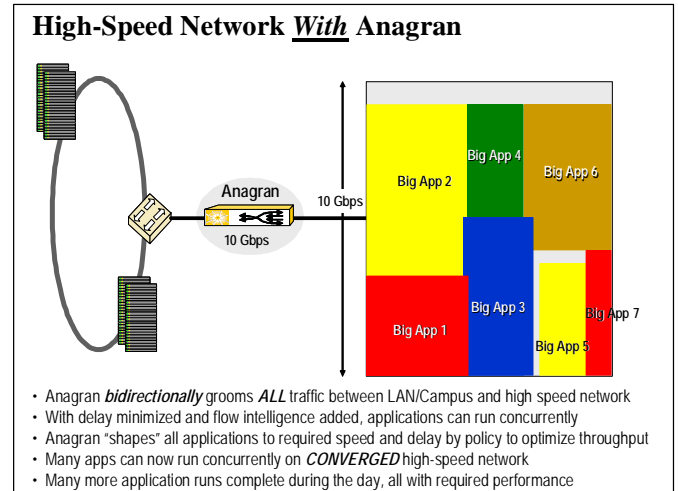 High-Speed Network With Anagran
Anagran
10 Gbps
10 Gbps
Big App 2
Big App 4
Big App 6
Big App 1
Big App 3
Big App 5
Big App 7
• Anagran bidirectionally grooms ALL traffic between LAN/Campus and high speed network
• With delay minimized and flow intelligence added, applications can run concurrently
• Anagran "shapes" all applications to required speed and delay by policy to optimize throughput
• Many apps can now run concurrently on CONVERGED high-speed network
• Many more application runs complete during the day, all with required performance